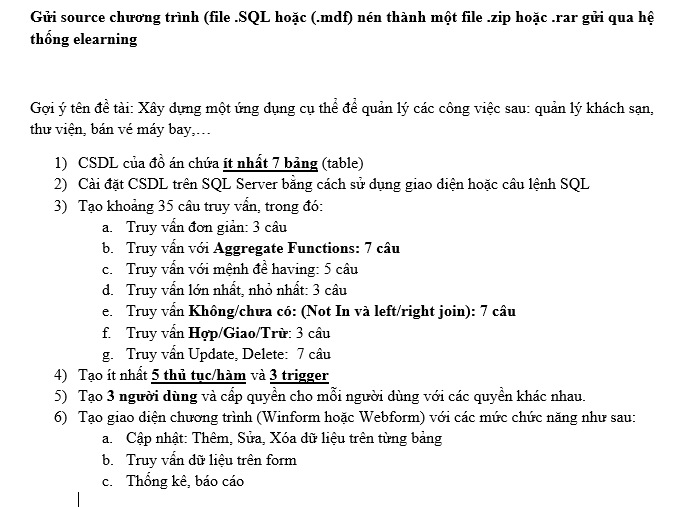 Gửi source chương trình (file .SQL hoặc (.mdf) nén thành một file .zip hoặc .rar gửi qua hệ
thống elearning
Gợi ý tên đề tài: Xây dựng một ứng dụng cụ thể để quản lý các công việc sau: quản lý khách sạn,
thư viện, bán vé máy bay,…
1) CSDL của đồ án chứa ít nhất 7 bảng (table)
2) Cài đặt CSDL trên SQL Server bằng cách sử dụng giao diện hoặc câu lệnh SQL
3) Tạo khoảng 35 câu truy vấn, trong đó:
a. Truy vấn đơn giản: 3 câu
b. Truy vấn với Aggregate Functions: 7 câu
c. Truy vấn với mệnh đề having: 5 câu
d. Truy vấn lớn nhất, nhỏ nhất: 3 câu
e. Truy vấn Không/chưa có: (Not In và left/right join): 7 câu
f. Truy vấn Hợp/Giao/Trừ: 3 câu
g. Truy vấn Update, Delete: 7 câu
4) Tạo ít nhất 5 thủ tục/hàm và 3 trigger
5) Tạo 3 người dùng và cấp quyền cho mỗi người dùng với các quyền khác nhau.
6) Tạo giao diện chương trình (Winform hoặc Webform) với các mức chức năng như sau:
a. Cập nhật: Thêm, Sửa, Xóa dữ liệu trên từng bảng
b. Truy vấn dữ liệu trên form
c. Thống kê, báo cáo